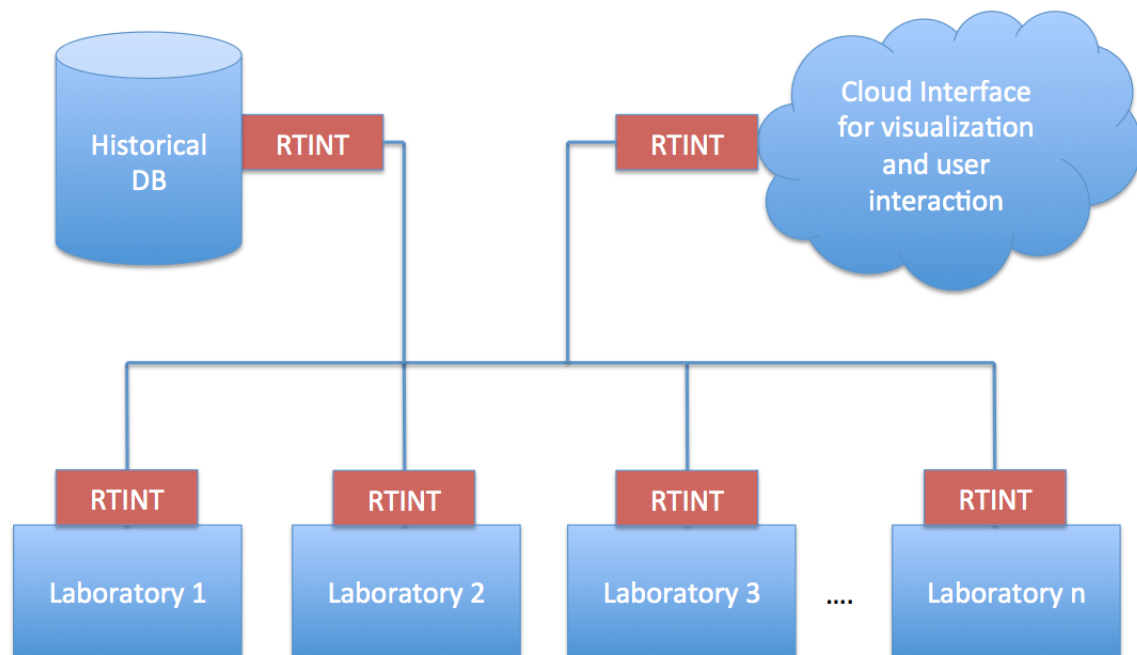 Historical
DB
RTINT
RTINT
Cloud Interface
for visualization
and user
interaction
RTINT
RTINT
RTINT
RTINT
Laboratory 1
Laboratory 2
Laboratory 3
....
Laboratory n